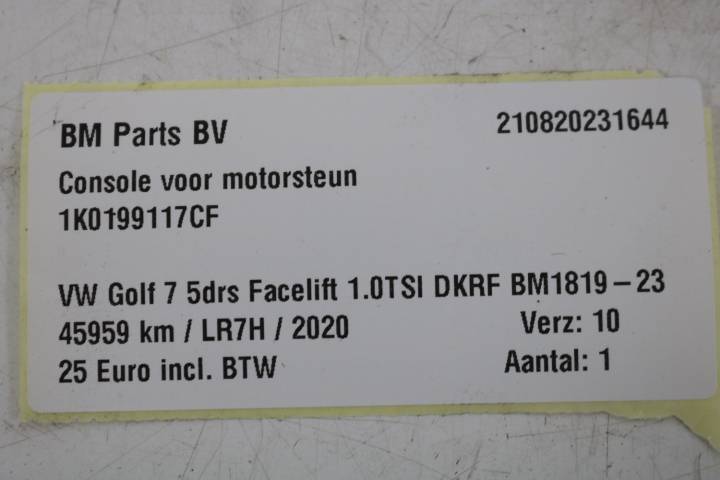 BM Parts BV 210820231644
Console voor motorsteun
1K0199117CF
VW Golf 7 5drs Facelift 1.0TSI DKRF BM1819-23
45959 km / LR7H / 2020 Verz: 10
25 Euro incl. BTW Aantal: 1